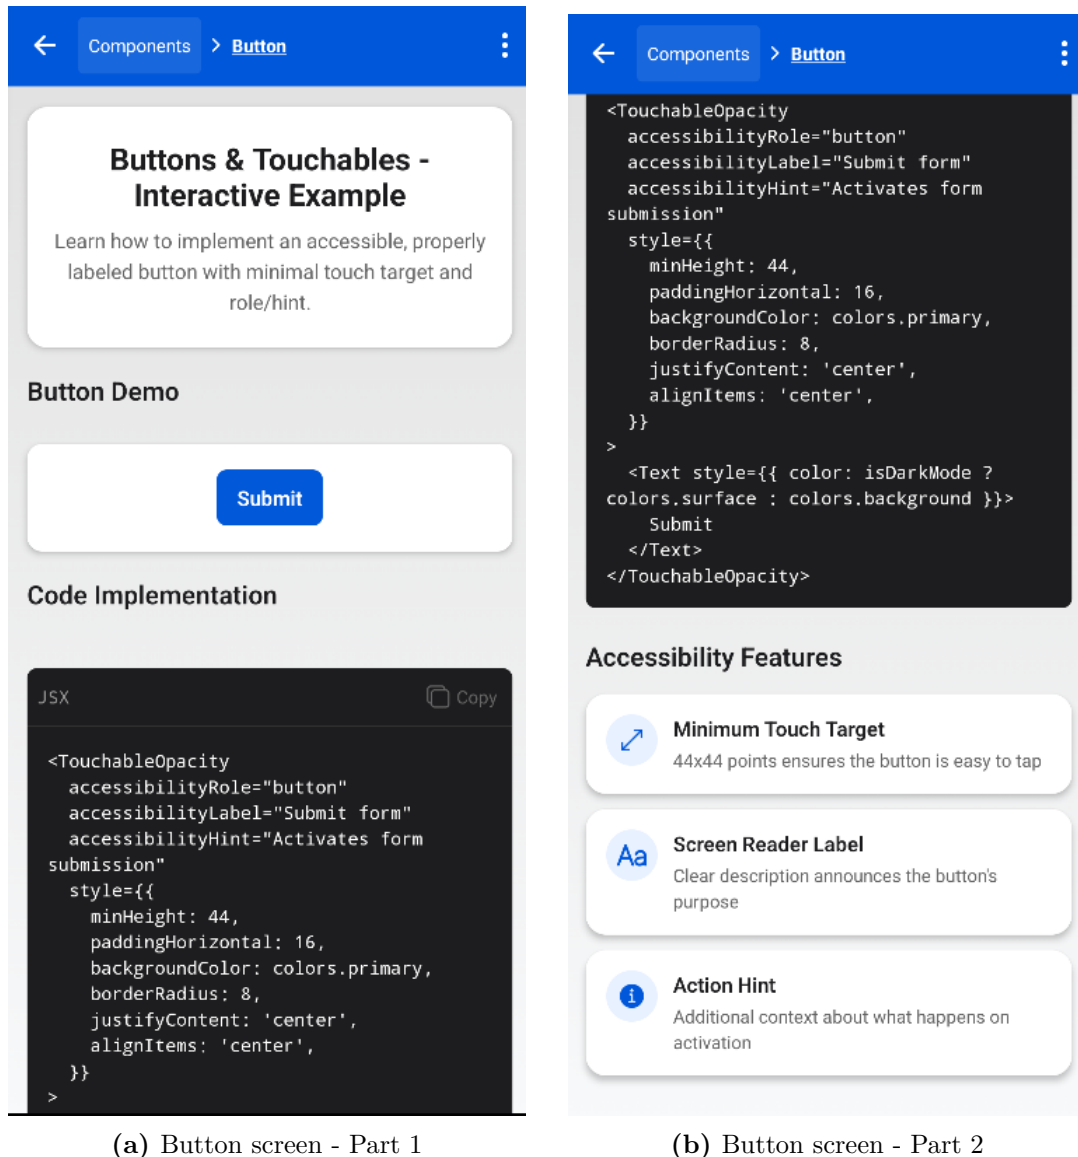 Components > Button
Buttons & Touchables -
Interactive Example
Learn how to implement an accessible, properly
labeled button with minimal touch target and
role/hint.
Button Demo
Submit
Code Implementation
JSX Copy
<TouchableOpacity
  accessibilityRole="button"
  accessibilityLabel="Submit form"
  accessibilityHint="Activates form
submission"
  style={{
    minHeight: 44,
    paddingHorizontal: 16,
    backgroundColor: colors.primary,
    borderRadius: 8,
    justifyContent: 'center',
    alignItems: 'center',
  }}
>
(a) Button screen - Part 1
Components > Button
<TouchableOpacity
  accessibilityRole="button"
  accessibilityLabel="Submit form"
  accessibilityHint="Activates form
submission"
  style={{
    minHeight: 44,
    paddingHorizontal: 16,
    backgroundColor: colors.primary,
    borderRadius: 8,
    justifyContent: 'center',
    alignItems: 'center',
  }}
>
  <Text style={{ color: isDarkMode ?
colors.surface : colors.background }}>
    Submit
  </Text>
</TouchableOpacity>
Accessibility Features
Minimum Touch Target
44x44 points ensures the button is easy to tap
Aa
Screen Reader Label
Clear description announces the button's
purpose
Action Hint
Additional context about what happens on
activation
(b) Button screen - Part 2